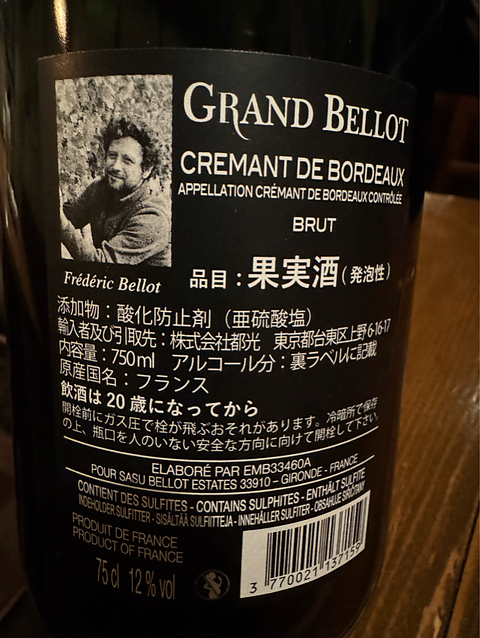 GRAND BELLOT
CREMANT DE BORDEAUX
APPELLATION CRÉMANT DE BORDEAUX CONTRÔLÉE
BRUT
Frédéric Bellot
品目：果実酒（発泡性）
添加物：酸化防止剤（亜硫酸塩）
輸入者及び引取先：株式会社都光 東京都台東区上野6-16-17
内容量：750ml アルコール分：裏ラベルに記載
原産国名：フランス
飲酒は20歳になってから
開栓前にガス圧で栓が飛ぶおそれがあります。冷暗所で保存
の上、瓶口を人のいない安全な方向に向けて開栓して下さい。
ELABORÉ PAR EMB33460A
POUR SASU BELLOT ESTATES 33910 – GIRONDE - FRANCE
CONTIENT DES SULFITES - CONTAINS SULPHITES - ENTHÄLT SULFITE
INDEHOLDER SULFITTER - SISÄLTÄÄ SULFIITTEJA - INNEHÅLLER SULFITER - OBSAHUJE SIŘIČITANY
PRODUIT DE FRANCE
PRODUCT OF FRANCE
75 cl 12 % vol
3 770021 137159